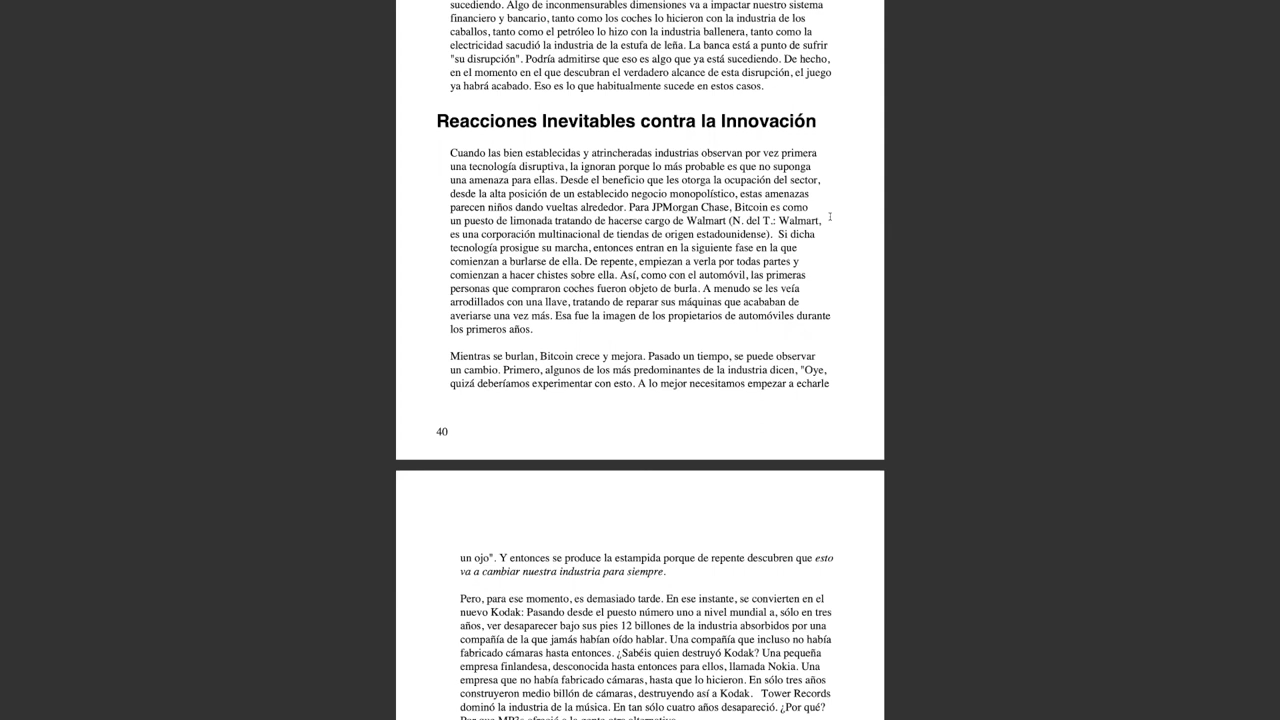 sucediendo. Algo de inconmensurables dimensiones va a impactar nuestro sistema
financiero y bancario, tanto como los coches lo hicieron con la industria de los
caballos, tanto como el petróleo lo hizo con la industria ballenera, tanto como la
electricidad sacudió la industria de la estufa de leña. La banca está a punto de sufrir
"su disrupción". Podría admitirse que eso es algo que ya está sucediendo. De hecho,
en el momento en el que descubran el verdadero alcance de esta disrupción, el juego
ya habrá acabado. Eso es lo que habitualmente sucede en estos casos.
Reacciones Inevitables contra la Innovación
Cuando las bien establecidas y atrincheradas industrias observan por vez primera
una tecnología disruptiva, la ignoran porque lo más probable es que no suponga
una amenaza para ellas. Desde el beneficio que les otorga la ocupación del sector,
desde la alta posición de un establecido negocio monopolístico, estas amenazas
parecen niños dando vueltas alrededor. Para JPMorgan Chase, Bitcoin es como
un puesto de limonada tratando de hacerse cargo de Walmart (N. del T.: Walmart,
es una corporación multinacional de tiendas de origen estadounidense).  Si dicha
tecnología prosigue su marcha, entonces entran en la siguiente fase en la que
comienzan a burlarse de ella. De repente, empiezan a verla por todas partes y
comienzan a hacer chistes sobre ella. Así, como con el automóvil, las primeras
personas que compraron coches fueron objeto de burla. A menudo se les veía
arrodillados con una llave, tratando de reparar sus máquinas que acababan de
averiarse una vez más. Esa fue la imagen de los propietarios de automóviles durante
los primeros años.
Mientras se burlan, Bitcoin crece y mejora. Pasado un tiempo, se puede observar
un cambio. Primero, algunos de los más predominantes de la industria dicen, "Oye,
quizá deberíamos experimentar con esto. A lo mejor necesitamos empezar a echarle
40
un ojo". Y entonces se produce la estampida porque de repente descubren que esto
va a cambiar nuestra industria para siempre.
Pero, para ese momento, es demasiado tarde. En ese instante, se convierten en el
nuevo Kodak: Pasando desde el puesto número uno a nivel mundial a, sólo en tres
años, ver desaparecer bajo sus pies 12 billones de la industria absorbidos por una
compañía de la que jamás habían oído hablar. Una compañía que incluso no había
fabricado cámaras hasta entonces. ¿Sabéis quien destruyó Kodak? Una pequeña
empresa finlandesa, desconocida hasta entonces para ellos, llamada Nokia. Una
empresa que no había fabricado cámaras, hasta que lo hicieron. En sólo tres años
construyeron medio billón de cámaras, destruyendo así a Kodak.   Tower Records
dominó la industria de la música. En tan sólo cuatro años desapareció. ¿Por qué?
Por que MP3s ofreció a la gente otra alternativa.